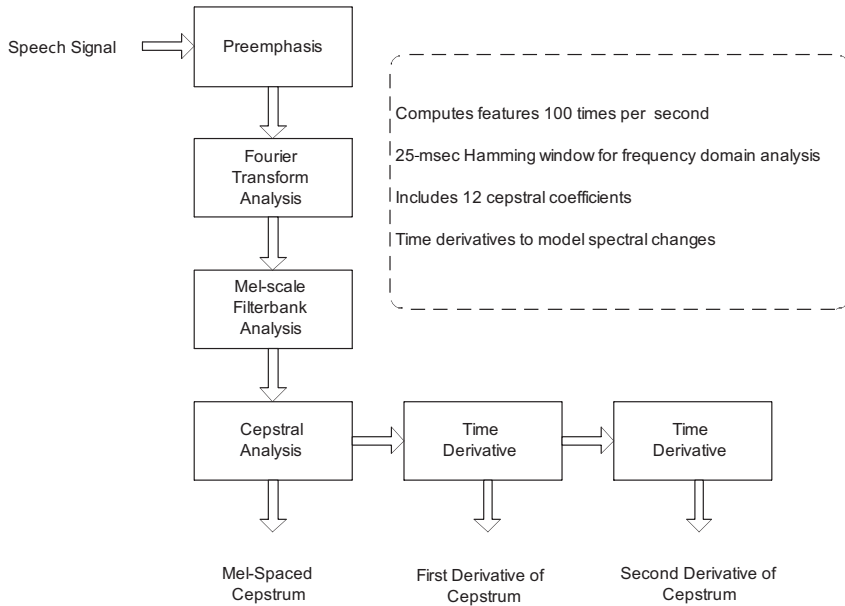 Speech Signal
Preemphasis
Fourier
Transform
Analysis
Mel-scale
Filterbank
Analysis
Cepstral
Analysis
Time
Derivative
Time
Derivative
Mel-Spaced
Cepstrum
First Derivative of
Cepstrum
Second Derivative of
Cepstrum
Computes features 100 times per second
25-msec Hamming window for frequency domain analysis
Includes 12 cepstral coefficients
Time derivatives to model spectral changes